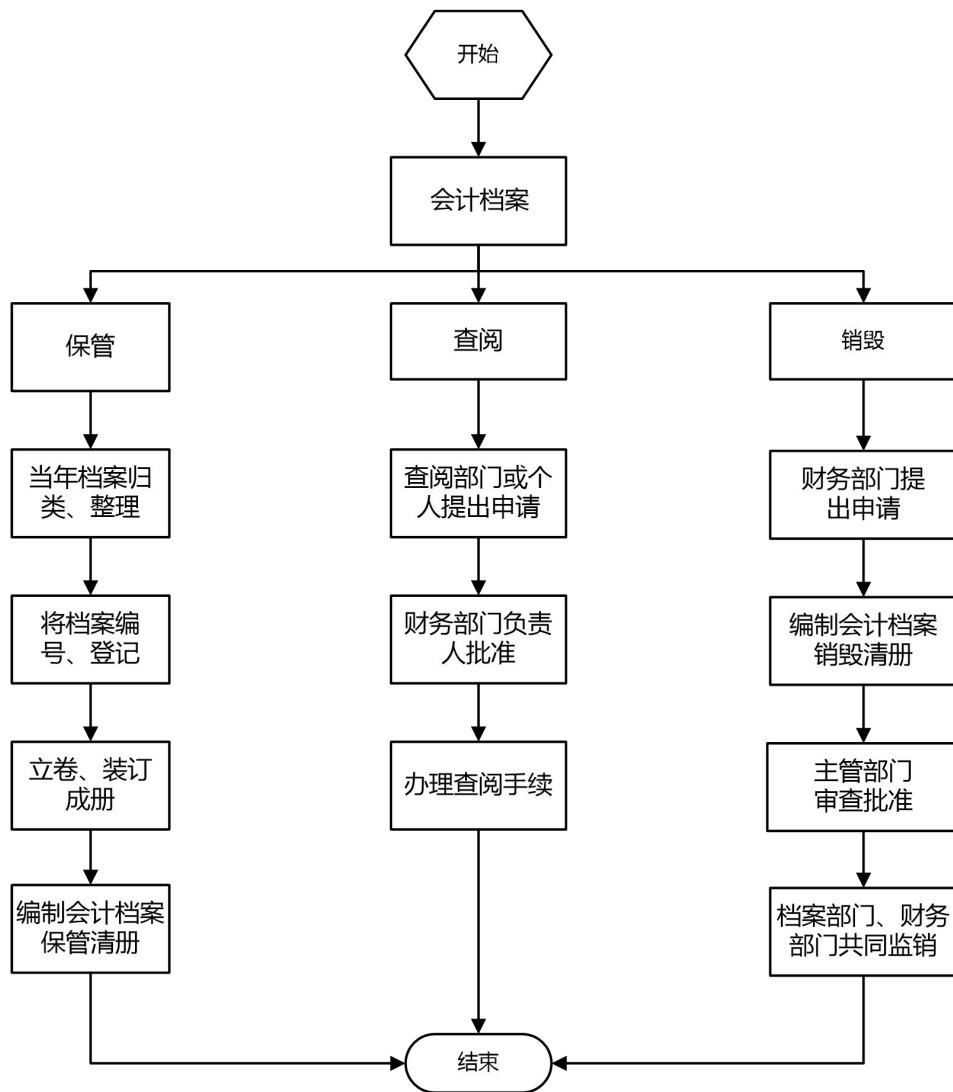 开始
会计档案
保管
查阅
销毁
当年档案归
类、整理
查阅部门或个
人提出申请
财务部门提
出申请
将档案编
号、登记
财务部门负责
人批准
编制会计档案
销毁清册
立卷、装订
成册
办理查阅手续
主管部门
审查批准
编制会计档案
保管清册
档案部门、财务
部门共同监销
结束